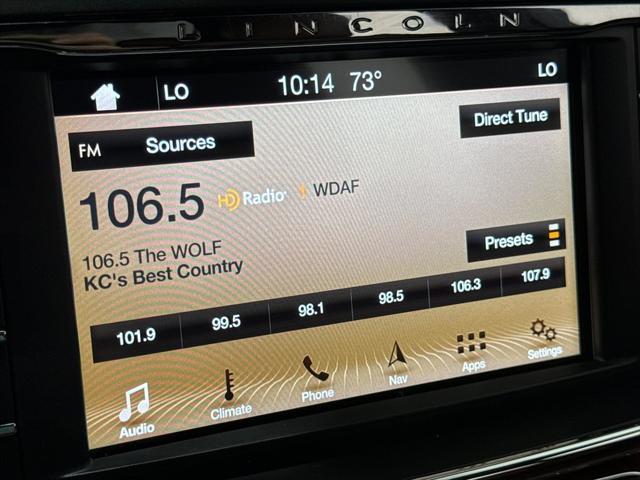 LINCOLN
LO 10:14 73° LO
FM Sources Direct Tune
106.5 HD Radio WDAF
106.5 The WOLF
KC's Best Country
Presets
101.9 99.5 98.1 98.5 106.3 107.9
Audio Climate Phone Nav Apps Settings